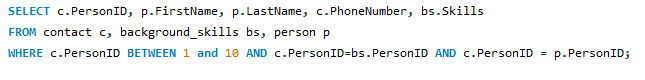 SELECT c.PersonID, p.FirstName, p.LastName, c.PhoneNumber, bs.Skills
FROM contact c, background_skills bs, person p
WHERE c.PersonID BETWEEN 1 and 10 AND c.PersonID=bs.PersonID AND c.PersonID = p.PersonID;